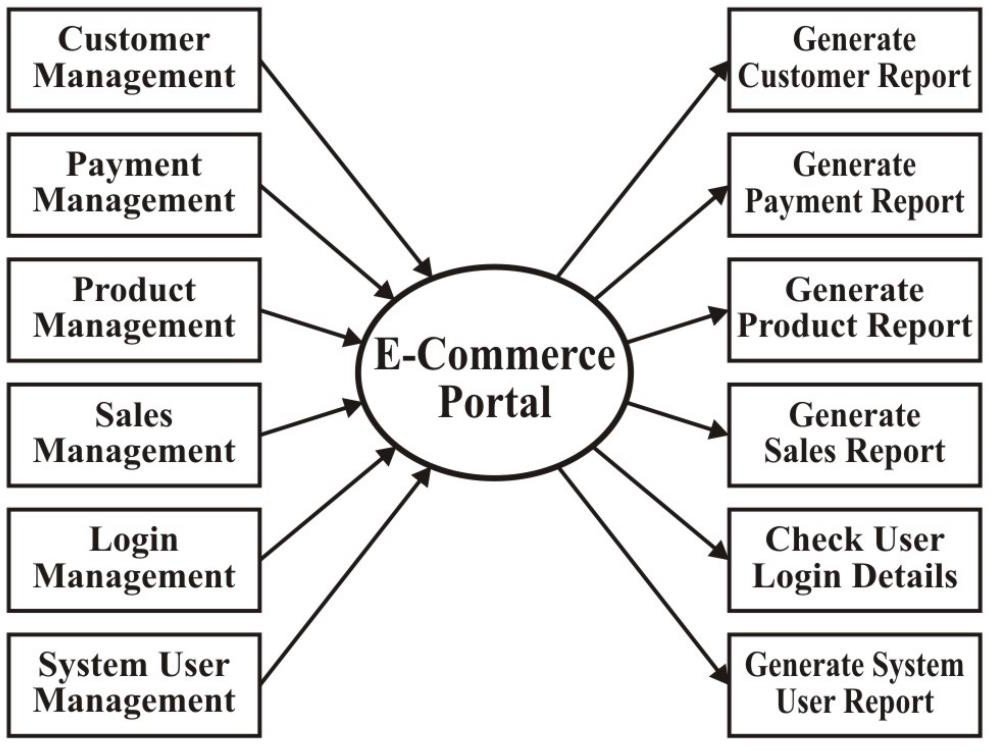 Customer
Management
Payment
Management
Product
Management
Sales
Management
Login
Management
System User
Management
E-Commerce
Portal
Generate
Customer Report
Generate
Payment Report
Generate
Product Report
Generate
Sales Report
Check User
Login Details
Generate System
User Report